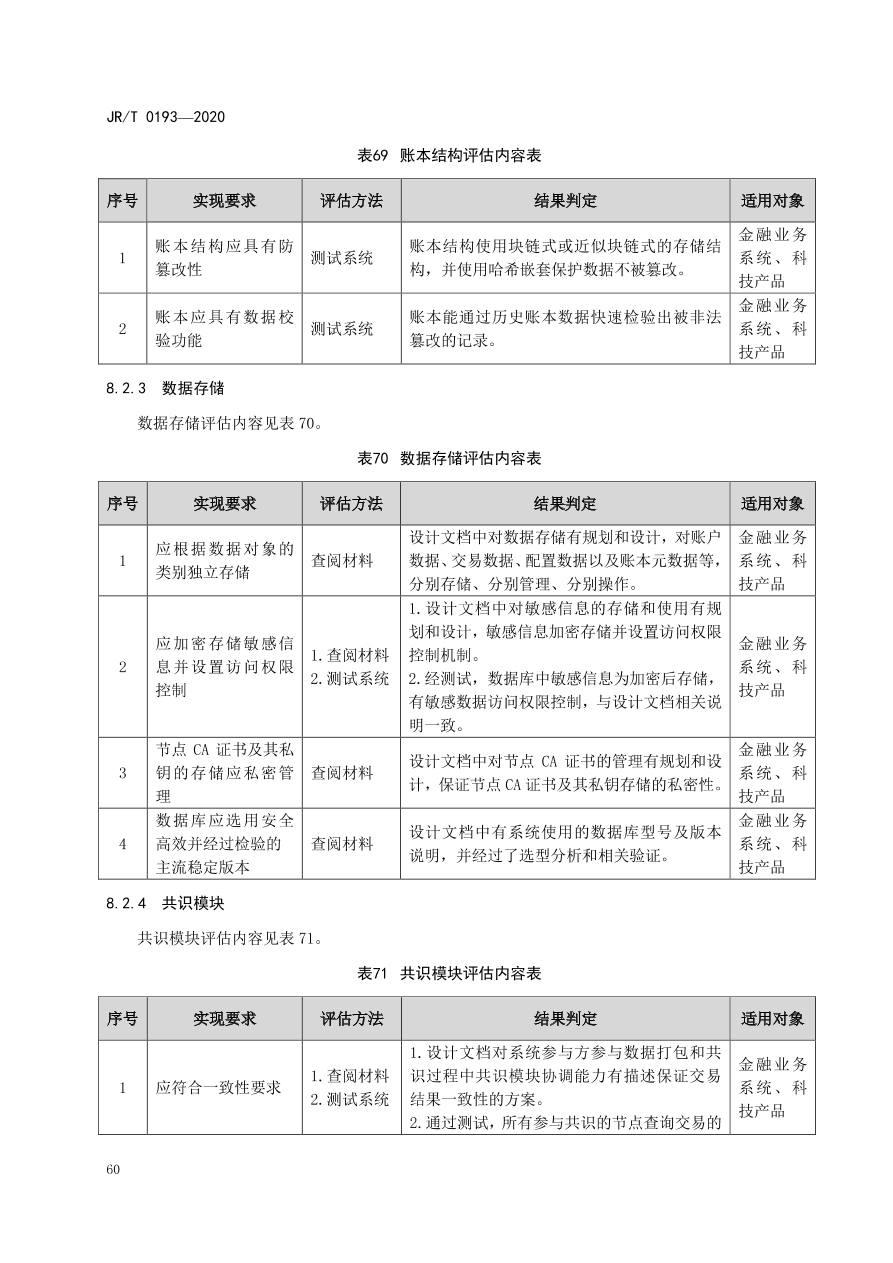 JR/T 0193—2020
表69 账本结构评估内容表
序号 实现要求 评估方法 结果判定 适用对象
1
账本结构应具有防
篡改性
测试系统
账本结构使用块链式或近似块链式的存储结
构，并使用哈希嵌套保护数据不被篡改。
金融业务
系统、科
技产品
2
账本应具有数据校
验功能
测试系统
账本能通过历史账本数据快速检验出被非法
篡改的记录。
金融业务
系统、科
技产品
8.2.3 数据存储
数据存储评估内容见表 70。
表70 数据存储评估内容表
序号 实现要求 评估方法 结果判定 适用对象
1
应根据数据对象的
类别独立存储
查阅材料
设计文档中对数据存储有规划和设计，对账户
数据、交易数据、配置数据以及账本元数据等，
分别存储、分别管理、分别操作。
金融业务
系统、科
技产品
2
应加密存储敏感信
息并设置访问权限
控制
1.查阅材料
2.测试系统
1.设计文档中对敏感信息的存储和使用有规
划和设计，敏感信息加密存储并设置访问权限
控制机制。
2.经测试，数据库中敏感信息为加密后存储，
有敏感数据访问权限控制，与设计文档相关说
明一致。
金融业务
系统、科
技产品
3
节点 CA 证书及其私
钥的存储应私密管
理
查阅材料
设计文档中对节点 CA 证书的管理有规划和设
计，保证节点 CA 证书及其私钥存储的私密性。
金融业务
系统、科
技产品
4
数据库应选用安全
高效并经过检验的
主流稳定版本
查阅材料
设计文档中有系统使用的数据库型号及版本
说明，并经过了选型分析和相关验证。
金融业务
系统、科
技产品
8.2.4 共识模块
共识模块评估内容见表 71。
表71 共识模块评估内容表
序号 实现要求 评估方法 结果判定 适用对象
1
应符合一致性要求
1.查阅材料
2.测试系统
1.设计文档对系统参与方参与数据打包和共
识过程中共识模块协调能力有描述保证交易
结果一致性的方案。
2.通过测试，所有参与共识的节点查询交易的
金融业务
系统、科
技产品
60